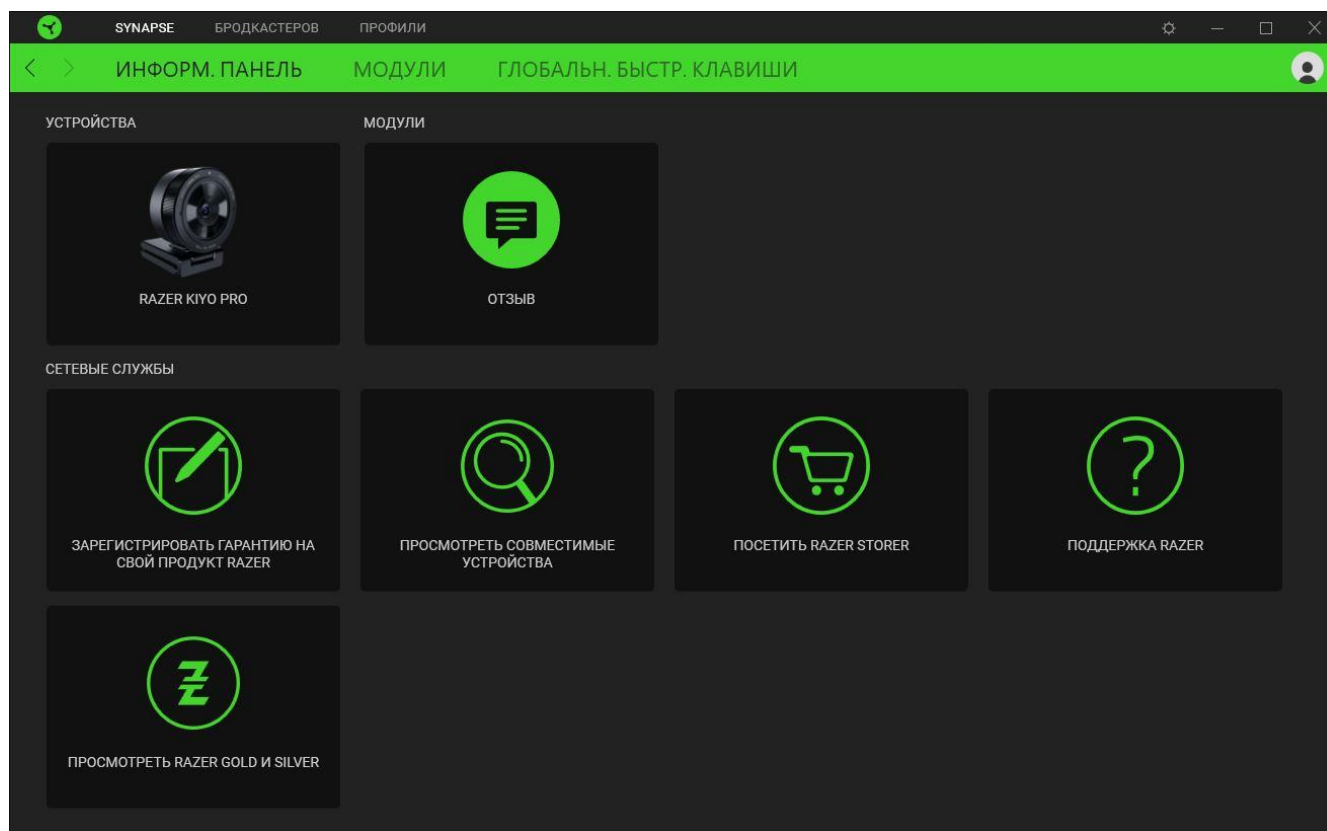 SYNAPSE БРОДКАСТЕРОВ ПРОФИЛИ
ИНФОРМ. ПАНЕЛЬ МОДУЛИ ГЛОБАЛЬН. БЫСТР. КЛАВИШИ
УСТРОЙСТВА МОДУЛИ
RAZER KIYO PRO ОТЗЫВ
СЕТЕВЫЕ СЛУЖБЫ
ЗАРЕГИСТРИРОВАТЬ ГАРАНТИЮ НА
СВОЙ ПРОДУКТ RAZER
ПРОСМОТРЕТЬ СОВМЕСТИМЫЕ
УСТРОЙСТВА
ПОСЕТИТЬ RAZER STORER
ПОДДЕРЖКА RAZER
ПРОСМОТРЕТЬ RAZER GOLD И SILVER